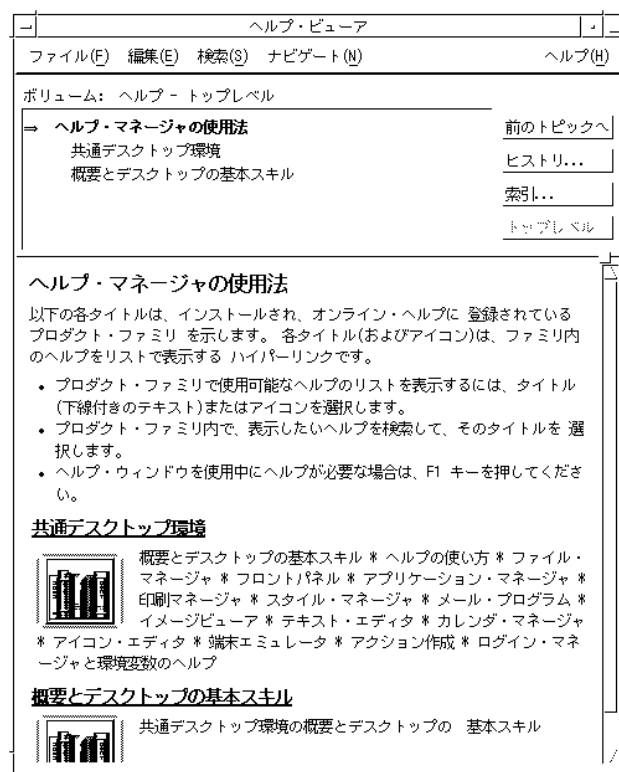 ヘルプ・ビューア
ファイル(F) 編集(E) 検索(S) ナビゲート(N) ヘルプ(H)
ボリューム: ヘルプ - トップレベル
⇒ ヘルプ・マネージャの使用法
共通デスクトップ環境
概要とデスクトップの基本スキル
前のトピックへ
ヒストリ...
索引...
トップレベル
ヘルプ・マネージャの使用法
以下の各タイトルは、インストールされ、オンライン・ヘルプに 登録されている
プロダクト・ファミリ を示します。 各タイトル(およびアイコン)は、ファミリ内
のヘルプをリストで表示する ハイパーリンクです。
• プロダクト・ファミリで使用可能なヘルプのリストを表示するには、タイトル
(下線付きのテキスト)またはアイコンを選択します。
• プロダクト・ファミリ内で、表示したいヘルプを検索して、そのタイトルを 選
択します。
• ヘルプ・ウィンドウを使用中にヘルプが必要な場合は、F1 キーを押してくださ
い。
共通デスクトップ環境
概要とデスクトップの基本スキル * ヘルプの使い方 * ファイル・
マネージャ * フロントパネル * アプリケーション・マネージャ *
印刷マネージャ * スタイル・マネージャ * メール・プログラム *
イメージビューア * テキスト・エディタ * カレンダ・マネージャ
* アイコン・エディタ * 端末エミュレータ * アクション作成 * ログイン・マネ
ージャと環境変数のヘルプ
概要とデスクトップの基本スキル
共通デスクトップ環境の概要とデスクトップの 基本スキル